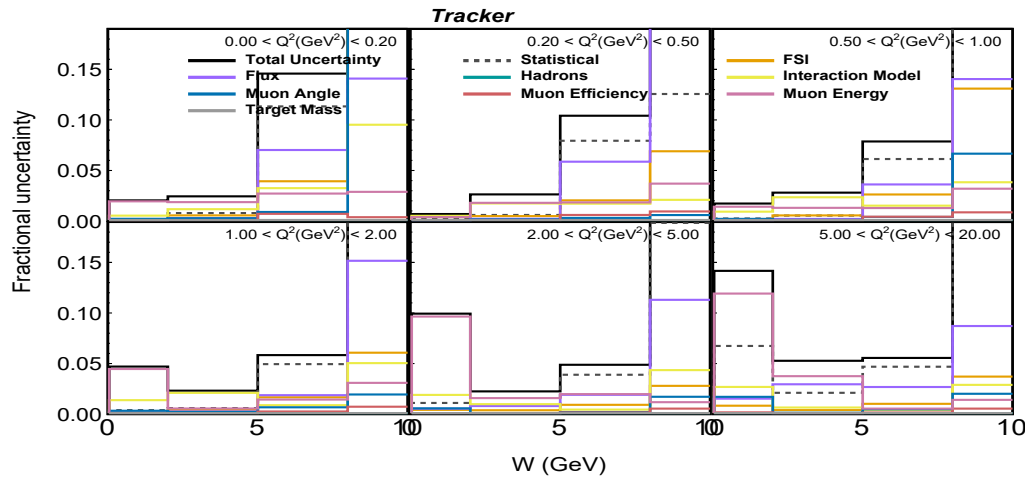 Tracker
0.00 < Q²(GeV²) < 0.20
0.20 < Q²(GeV²) < 0.50
0.50 < Q²(GeV²) < 1.00
Total Uncertainty
Statistical
FSI
Flux
Hadrons
Interaction Model
Muon Angle
Muon Efficiency
Muon Energy
Target Mass
0.15
0.10
0.05
0.00
1.00 < Q²(GeV²) < 2.00
2.00 < Q²(GeV²) < 5.00
5.00 < Q²(GeV²) < 20.00
0.15
0.10
0.05
0.00
Fractional uncertainty
0 5 10 0 5 10 0 5 10
W (GeV)